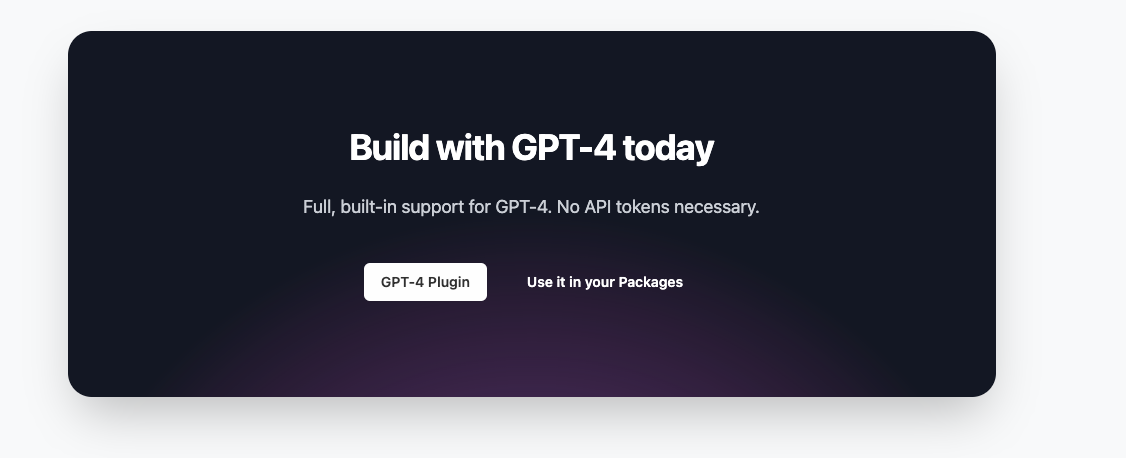 Build with GPT-4 today
Full, built-in support for GPT-4. No API tokens necessary.
GPT-4 Plugin
Use it in your Packages